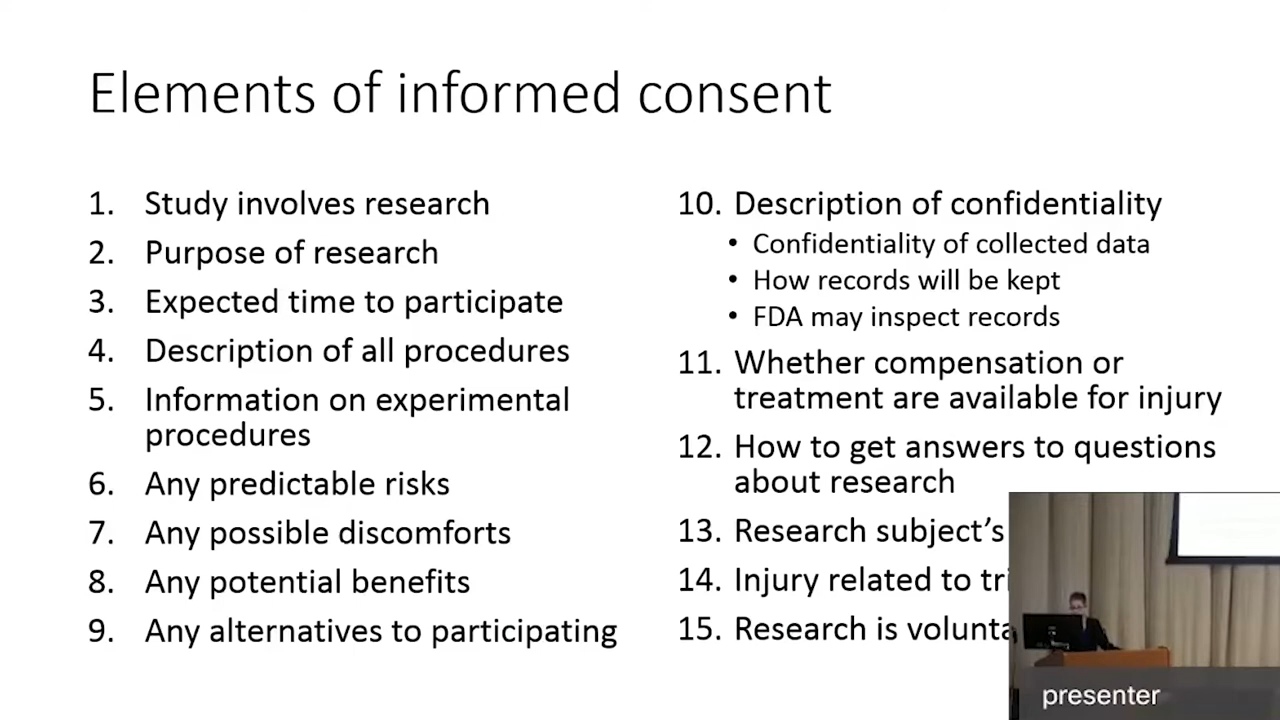 Elements of informed consent
1. Study involves research
2. Purpose of research
3. Expected time to participate
4. Description of all procedures
5. Information on experimental
procedures
6. Any predictable risks
7. Any possible discomforts
8. Any potential benefits
9. Any alternatives to participating
10. Description of confidentiality
• Confidentiality of collected data
• How records will be kept
• FDA may inspect records
11. Whether compensation or
treatment are available for injury
12. How to get answers to questions
about research
13. Research subject's
14. Injury related to
15. Research is
presenter